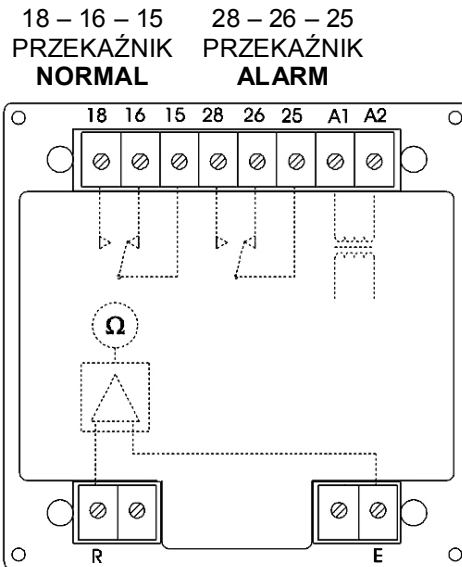 18 – 16 – 15 28 – 26 – 25
PRZEKAŹNIK PRZEKAŹNIK
NORMAL ALARM
18 16 15 28 26 25 A1 A2
Ω
R E